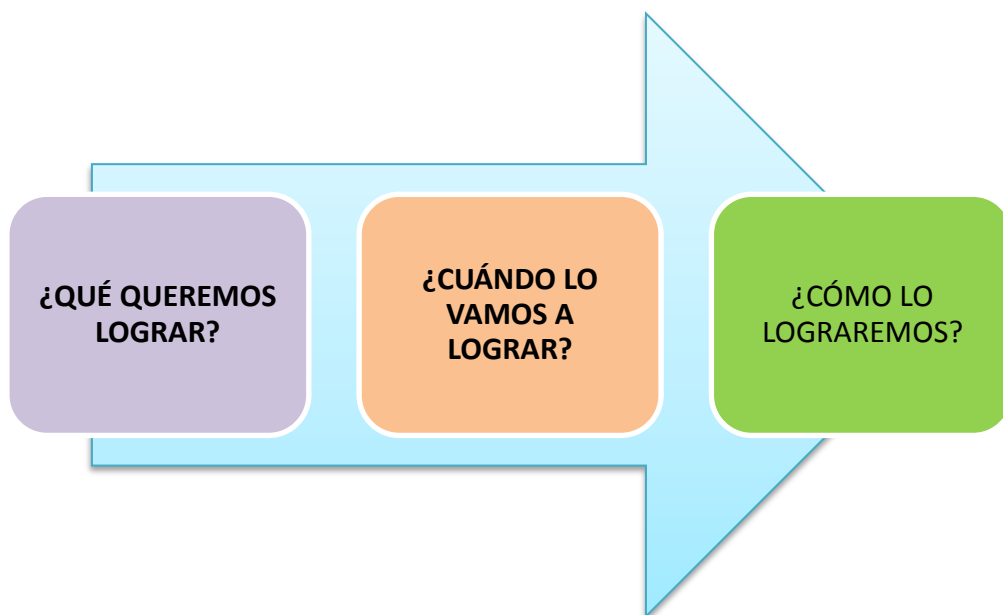 ¿QUÉ QUEREMOS
LOGRAR?
¿CUÁNDO LO
VAMOS A
LOGRAR?
¿CÓMO LO
LOGRAREMOS?